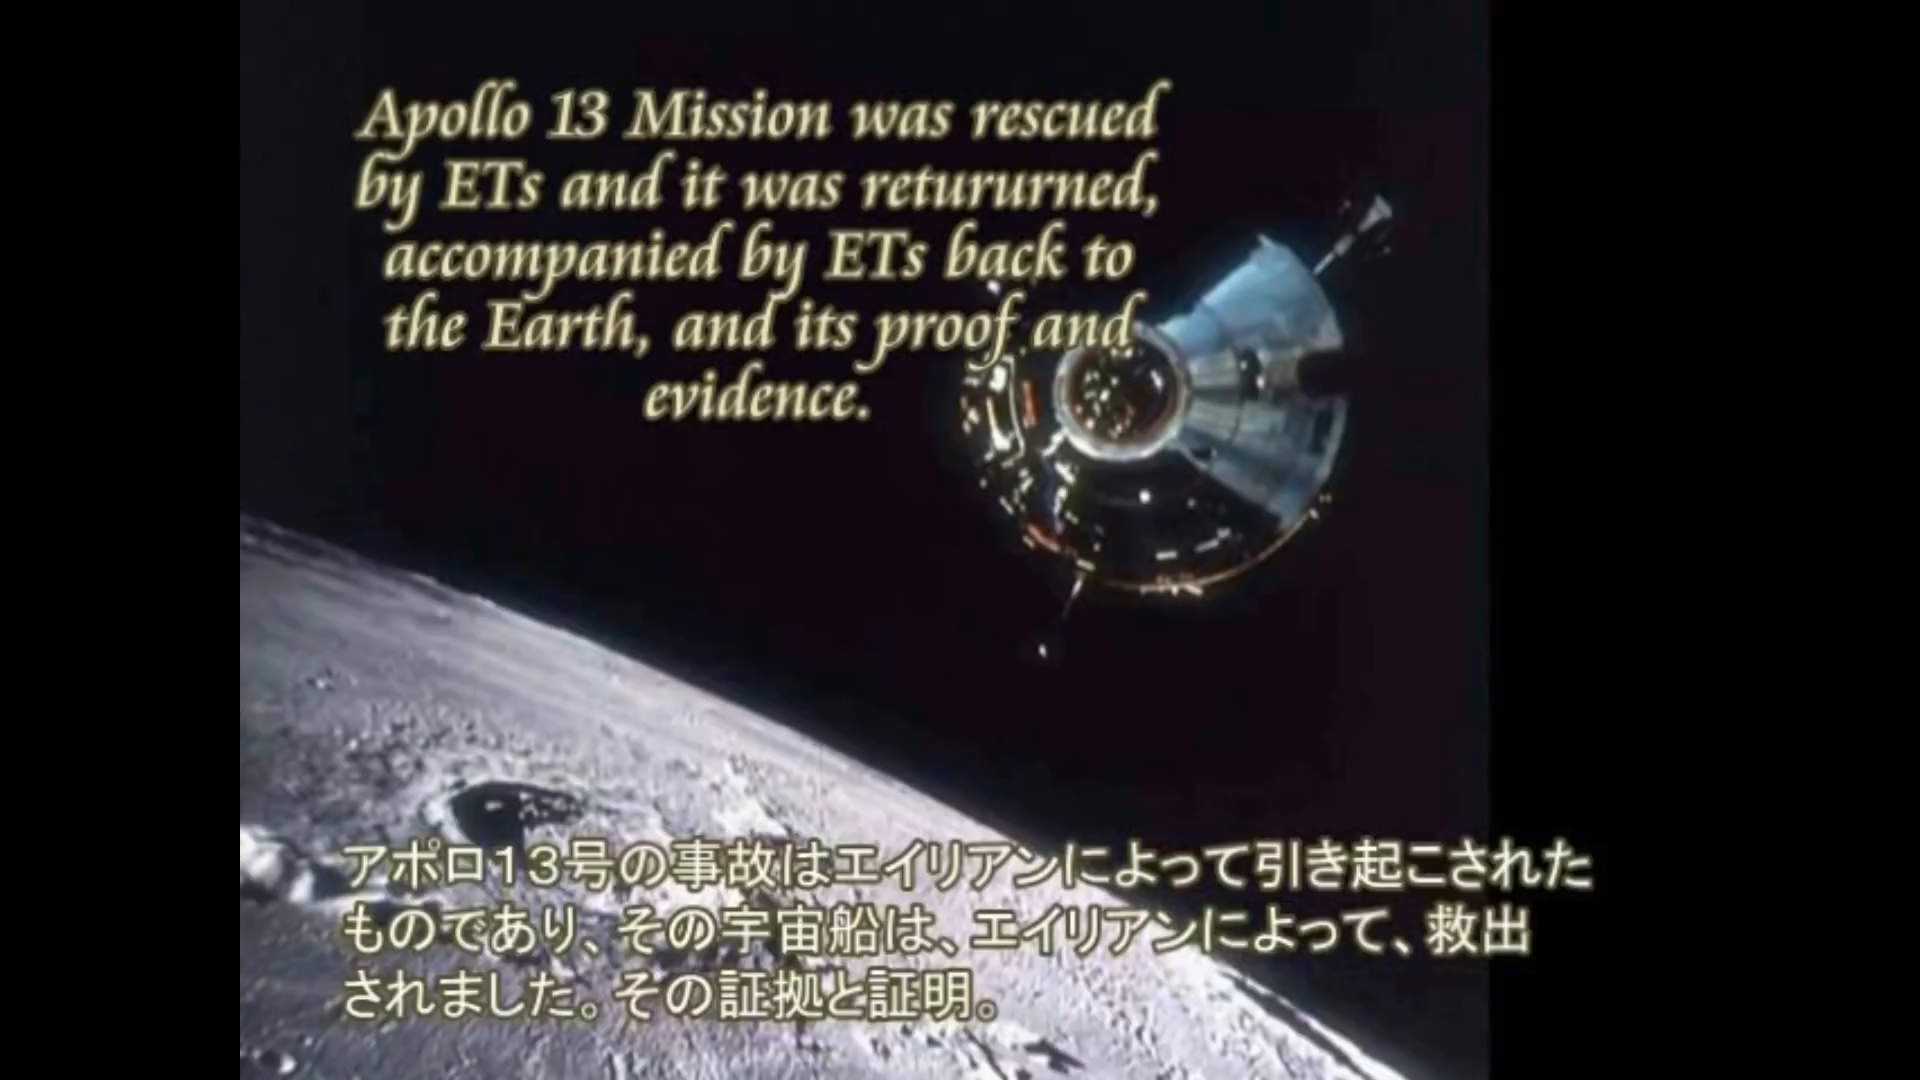 Apollo 13 Mission was rescued
by ETs and it was retururned,
accompanied by ETs back to
the Earth, and its proof and
evidence.
アポロ１３号の事故はエイリアンによって引き起こされた
ものであり、その宇宙船は、エイリアンによって、救出
されました。その証拠と証明。